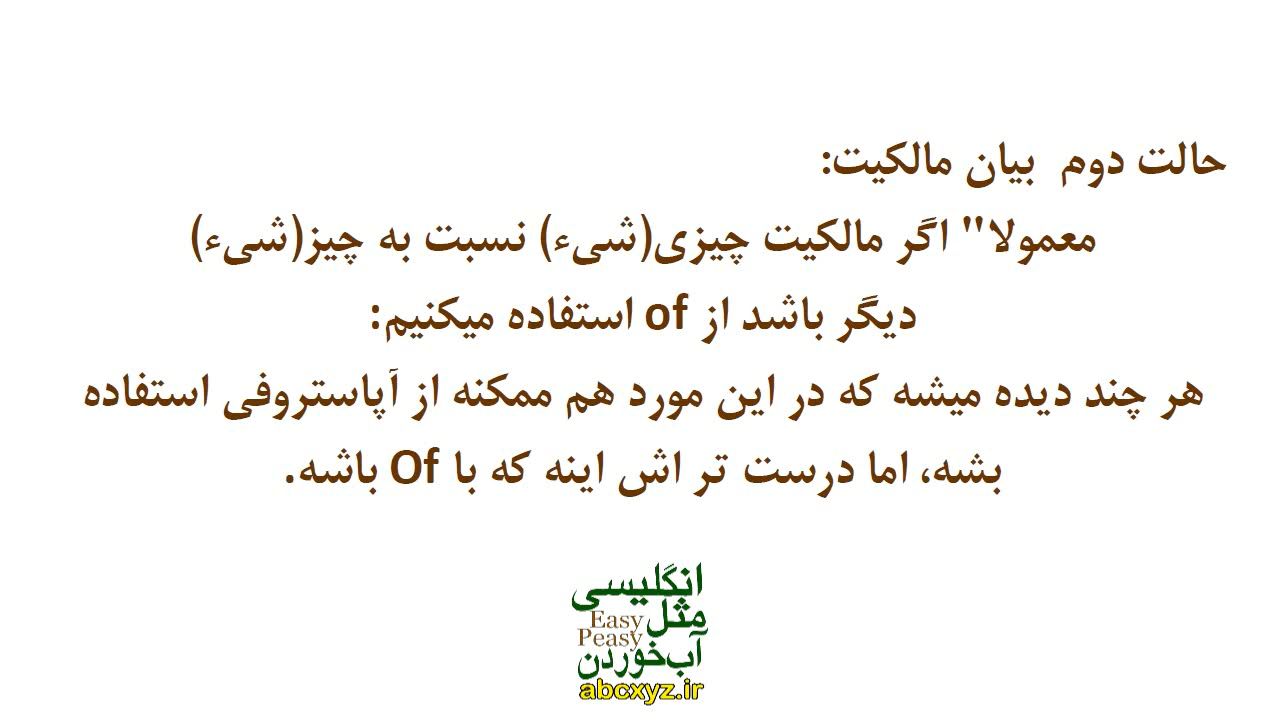 حالت دوم بیان مالکیت:
معمولا" اگر مالکیت چیزی(شیء) نسبت به چیز(شیء)
دیگر باشد از of استفاده میکنیم:
هر چند دیده میشه که در این مورد هم ممکنه از آپاستروفی استفاده
بشه، اما درست تر اش اینه که با Of باشه.
انگلیسی
مثل Easy
Peasy
آب‌خوردن
abcxyz.ir